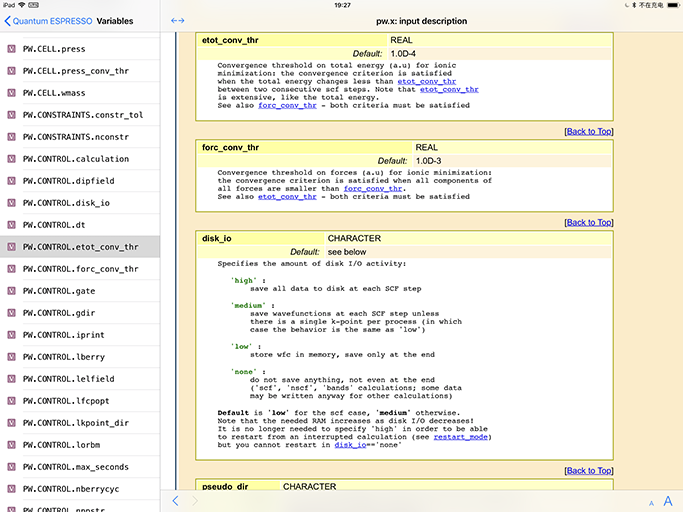 iPad
VPN
19:27
不在充电
Quantum ESPRESSO
Variables
pw.x: input description
PW.CELL.press
PW.CELL.press_conv_thr
PW.CELL.wmass
PW.CONSTRAINTS.constr_tol
PW.CONSTRAINTS.nconstr
PW.CONTROL.calculation
PW.CONTROL.dipfield
PW.CONTROL.disk_io
PW.CONTROL.dt
PW.CONTROL.etot_conv_thr
PW.CONTROL.forc_conv_thr
PW.CONTROL.gate
PW.CONTROL.gdir
PW.CONTROL.iprint
PW.CONTROL.lberry
PW.CONTROL.lelfield
PW.CONTROL.lfcpopt
PW.CONTROL.lkpoint_dir
PW.CONTROL.lorbm
PW.CONTROL.max_seconds
PW.CONTROL.nberrycyc
PW.CONTROL.nppstr
etot_conv_thr REAL
Default: 1.0D-4
Convergence threshold on total energy (a.u) for ionic
minimization: the convergence criterion is satisfied
when the total energy changes less than etot_conv_thr
between two consecutive scf steps. Note that etot_conv_thr
is extensive, like the total energy.
See also forc_conv_thr - both criteria must be satisfied
[Back to Top]
forc_conv_thr REAL
Default: 1.0D-3
Convergence threshold on forces (a.u) for ionic minimization:
the convergence criterion is satisfied when all components of
all forces are smaller than forc_conv_thr.
See also etot_conv_thr - both criteria must be satisfied
[Back to Top]
disk_io CHARACTER
Default: see below
Specifies the amount of disk I/O activity:
'high' :
save all data to disk at each SCF step
'medium' :
save wavefunctions at each SCF step unless
there is a single k-point per process (in which
case the behavior is the same as 'low')
'low' :
store wfc in memory, save only at the end
'none' :
do not save anything, not even at the end
('scf', 'nscf', 'bands' calculations; some data
may be written anyway for other calculations)
Default is 'low' for the scf case, 'medium' otherwise.
Note that the needed RAM increases as disk I/O decreases!
It is no longer needed to specify 'high' in order to be able
to restart from an interrupted calculation (see restart_mode)
but you cannot restart in disk_io=='none'
[Back to Top]
pseudo_dir CHARACTER
A A